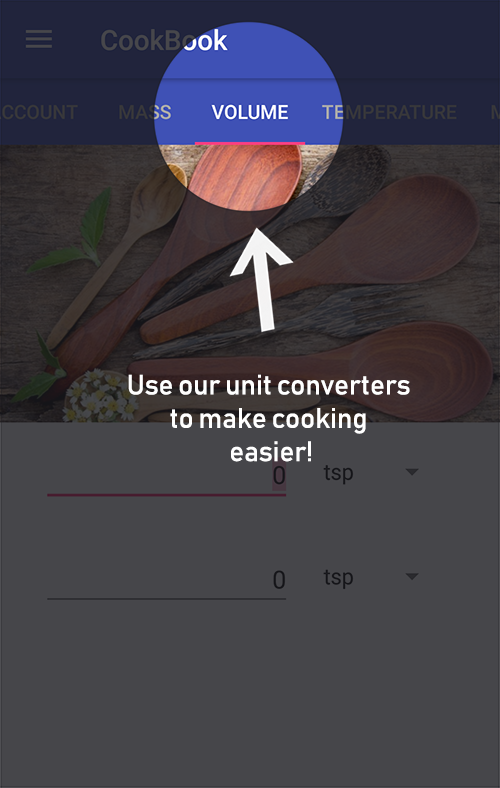 CookBook
CCOUNT MASS VOLUME TEMPERATURE
Use our unit converters
to make cooking
easier!
0 tsp
0 tsp